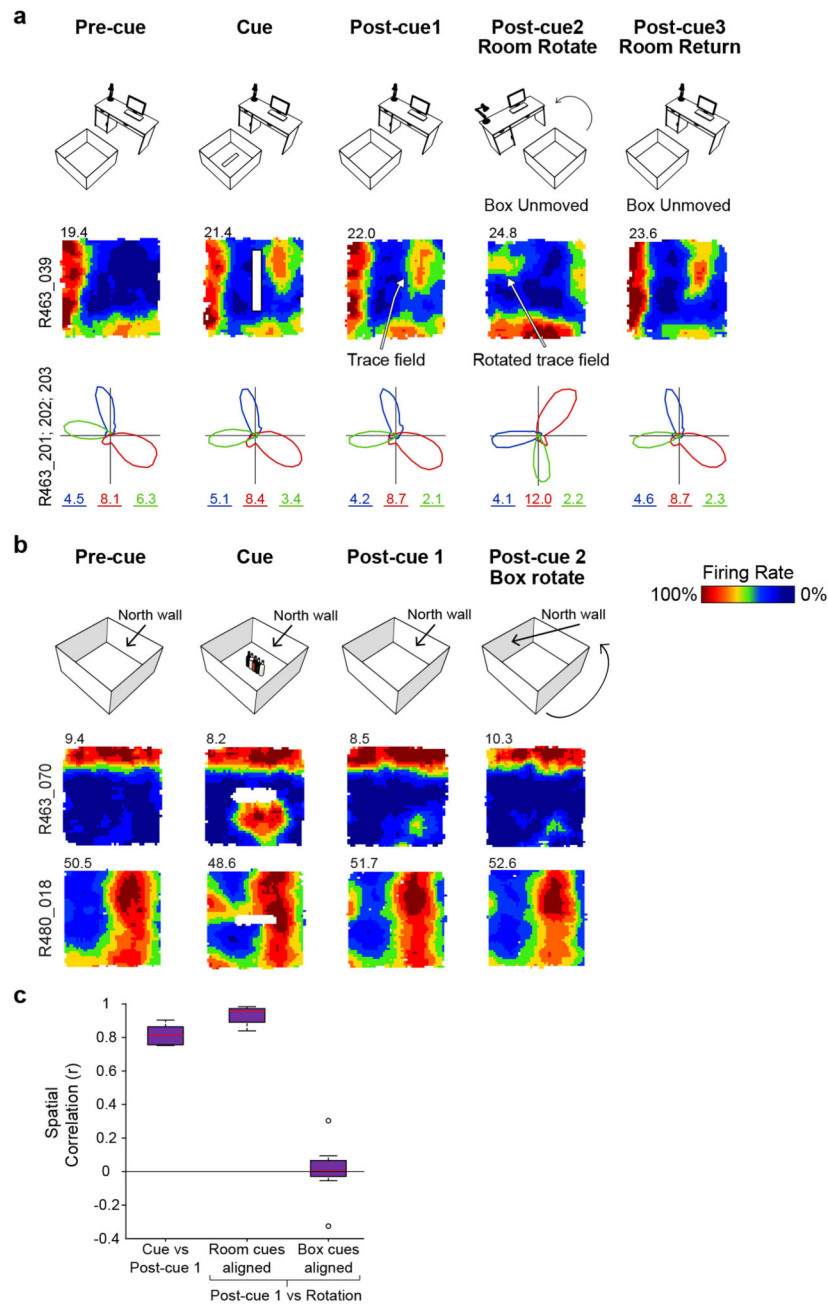 a
Pre-cue Cue Post-cue1 Post-cue2 Post-cue3
Room Rotate Room Return
Box Unmoved Box Unmoved
19.4 21.4 22.0 24.8 23.6
R463_039
Trace field Rotated trace field
R463_201; 202; 203
4.5 8.1 6.3 5.1 8.4 3.4 4.2 8.7 2.1 4.1 12.0 2.2 4.6 8.7 2.3
b
Pre-cue Cue Post-cue 1 Post-cue 2
Box rotate
Firing Rate
100% 0%
North wall North wall North wall North wall
9.4 8.2 8.5 10.3
R463_070
50.5 48.6 51.7 52.6
R480_018
c
Spatial
Correlation (r)
1
0.8
0.6
0.4
0.2
0
-0.2
-0.4
Cue vs Room cues Box cues
Post-cue 1 aligned aligned
Post-cue 1 vs Rotation